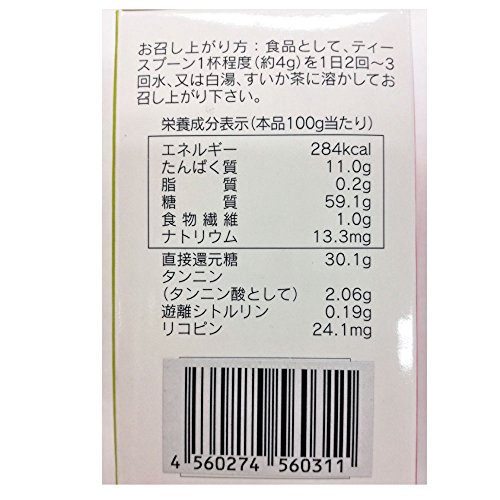 お召し上がり方：食品として、ティー
スプーン1杯程度(約4g)を1日2回〜3
回水、又は白湯、すいか茶に溶かしてお
召し上がり下さい。
栄養成分表示(本品100g当たり)
エネルギー 284kcal
たんぱく質 11.0g
脂質 0.2g
糖質 59.1g
食物繊維 1.0g
ナトリウム 13.3mg
直接還元糖 30.1g
タンニン
(タンニン酸として) 2.06g
遊離シトルリン 0.19g
リコピン 24.1mg
4 560274 560311